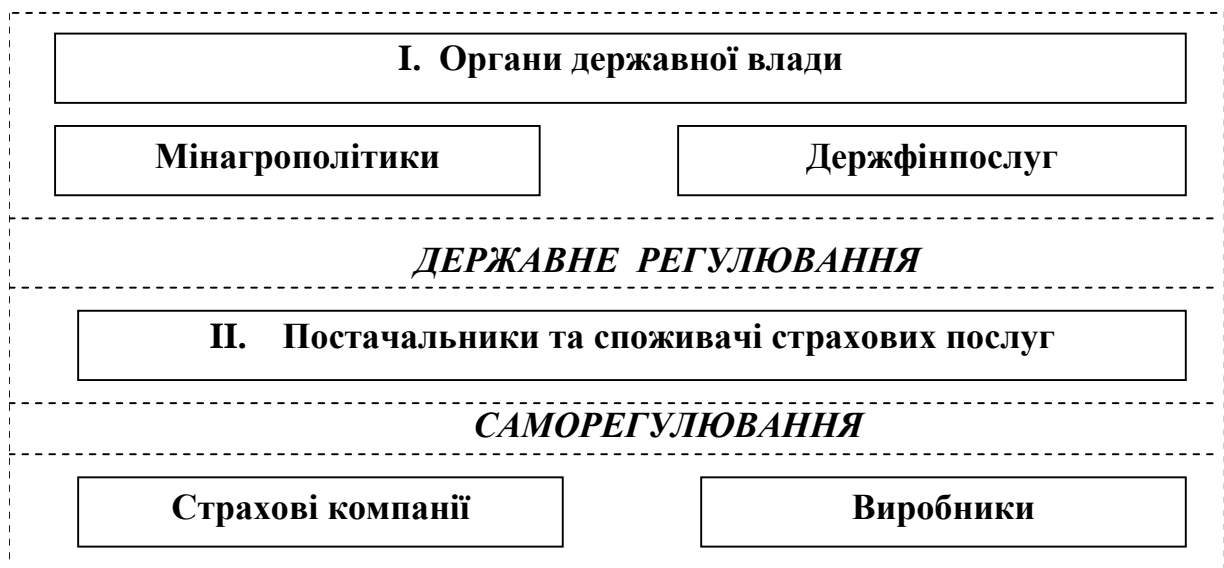 I. Органи державної влади
Мінагрополітики
Держфінпослуг
ДЕРЖАВНЕ РЕГУЛЮВАННЯ
II. Постачальники та споживачі страхових послуг
САМОРЕГУЛЮВАННЯ
Страхові компанії
Виробники